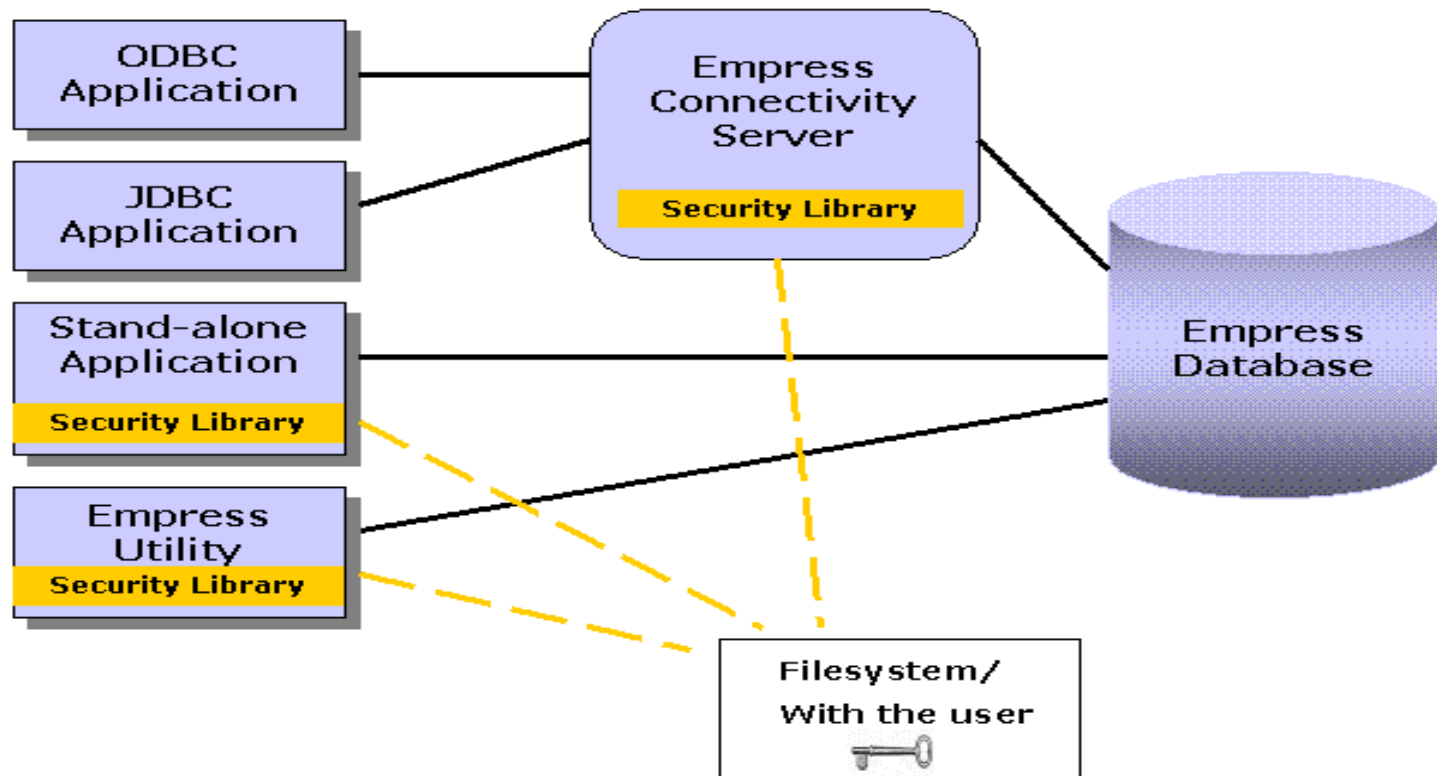 ODBC
Application
JDBC
Application
Stand-alone
Application
Security Library
Empress
Utility
Security Library
Empress
Connectivity
Server
Security Library
Empress
Database
Filesystem/
With the user